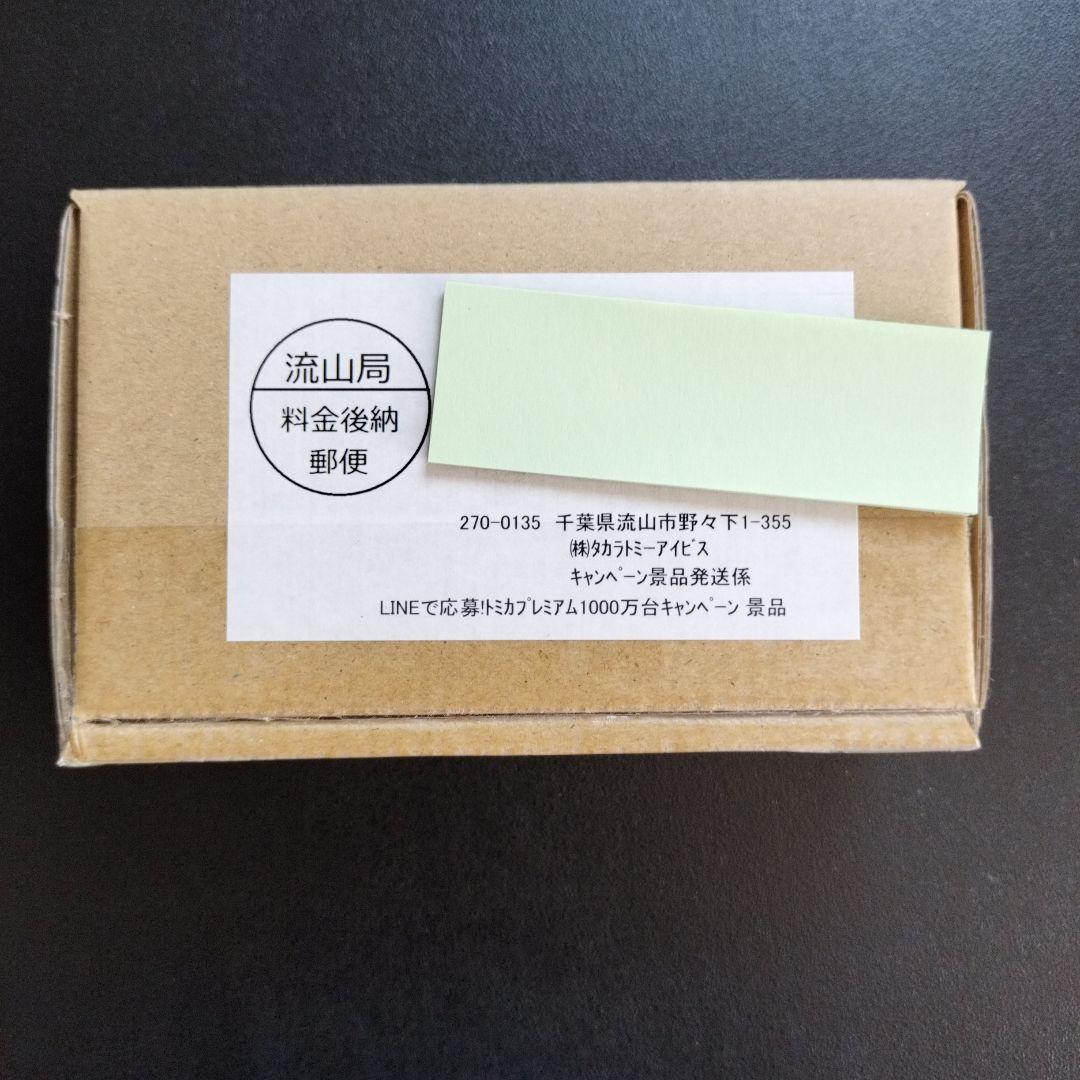 流山局
料金後納
郵便
270-0135 千葉県流山市野々下1-355
㈱ﾀｶﾗﾄﾐｰｱｲﾋﾞｽ
ｷｬﾝﾍﾟｰﾝ景品発送係
LINEで応募!ﾄﾐｶﾌﾟﾚﾐｱﾑ1000万台ｷｬﾝﾍﾟｰﾝ 景品